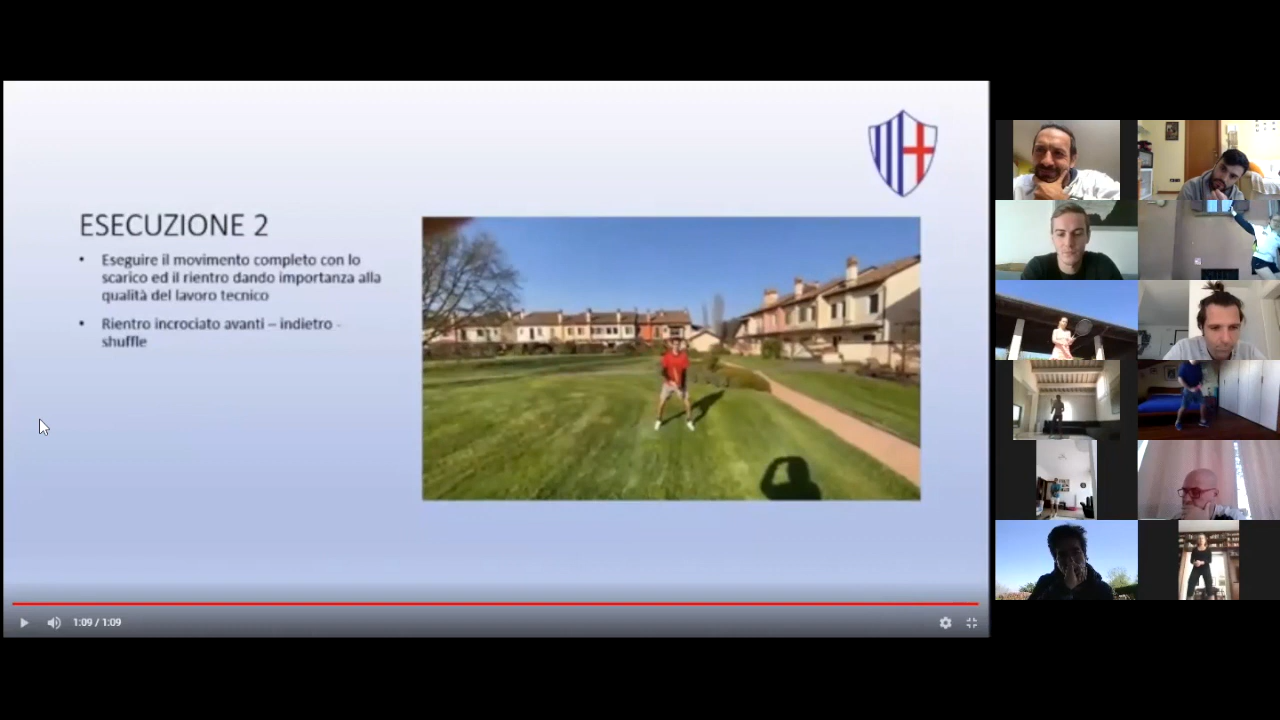 ESECUZIONE 2
• Eseguire il movimento completo con lo
scarico ed il rientro dando importanza alla
qualità del lavoro tecnico
• Rientro incrociato avanti – indietro -
shuffle
1:09 / 1:09